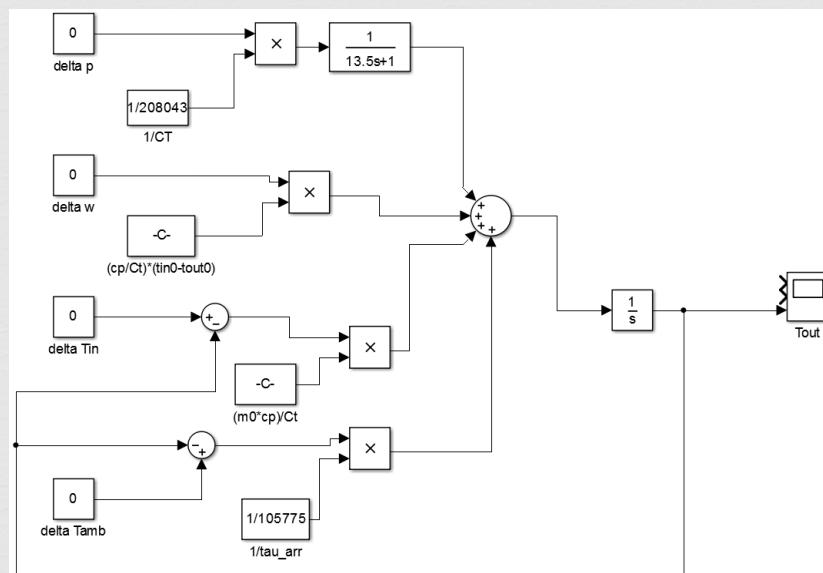 0
delta p
×
1
13.5s+1
1/208043
1/CT
0
delta w
×
-C-
(cp/Ct)*(tin0-tout0)
+
+
+
+
1
s
Tout
0
delta Tin
+
−
×
-C-
(m0*cp)/Ct
−
+
×
0
delta Tamb
1/105775
1/tau_arr